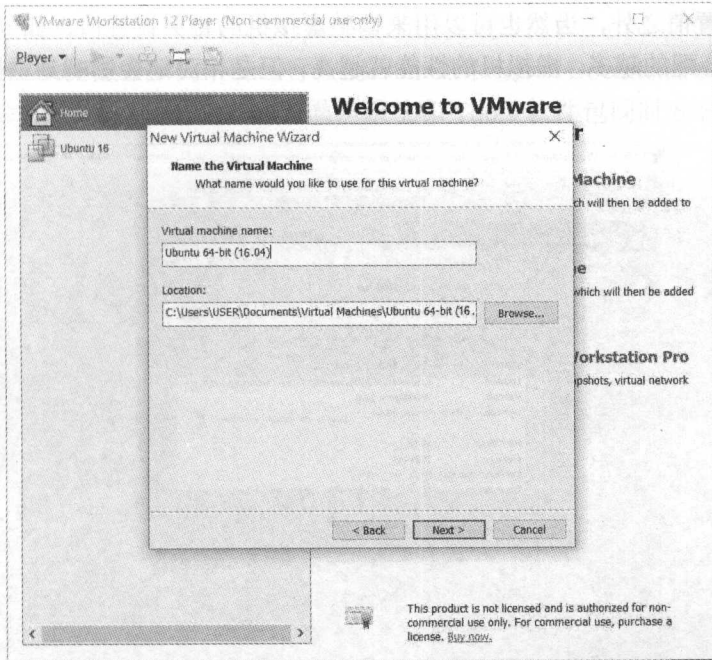 VMware Workstation 12 Player (Non-commercial use only)
Player
Home
Ubuntu 16
Welcome to VMware
r
Machine
ch will then be added to
e
which will then be added
Workstation Pro
pshots, virtual network
New Virtual Machine Wizard
Name the Virtual Machine
What name would you like to use for this virtual machine?
Virtual machine name:
Ubuntu 64-bit (16.04)
Location:
C:\Users\USER\Documents\Virtual Machines\Ubuntu 64-bit (16.
Browse...
< Back
Next >
Cancel
This product is not licensed and is authorized for non-
commercial use only. For commercial use, purchase a
license. Buy now.